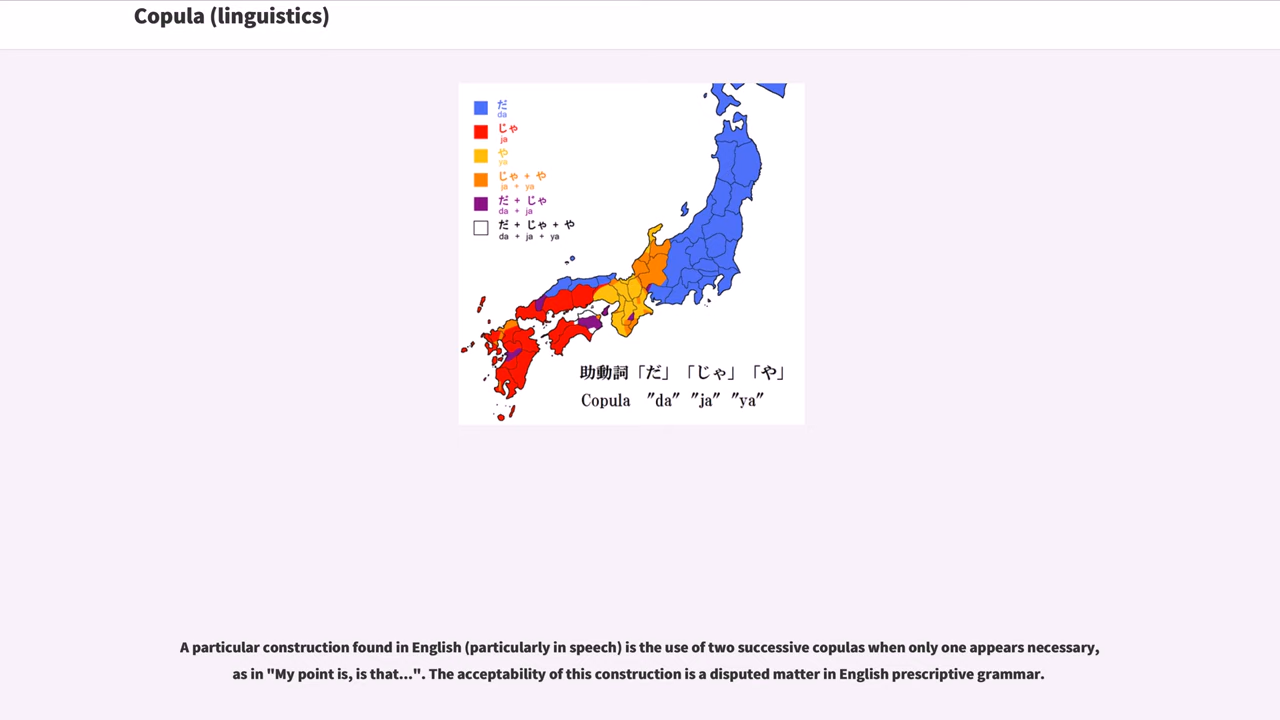 Copula (linguistics)
だ
da
じゃ
ja
や
ya
じゃ + や
ja + ya
だ + じゃ
da + ja
だ + じゃ + や
da + ja + ya
助動詞「だ」「じゃ」「や」
Copula "da" "ja" "ya"
A particular construction found in English (particularly in speech) is the use of two successive copulas when only one appears necessary,
as in "My point is, is that...". The acceptability of this construction is a disputed matter in English prescriptive grammar.